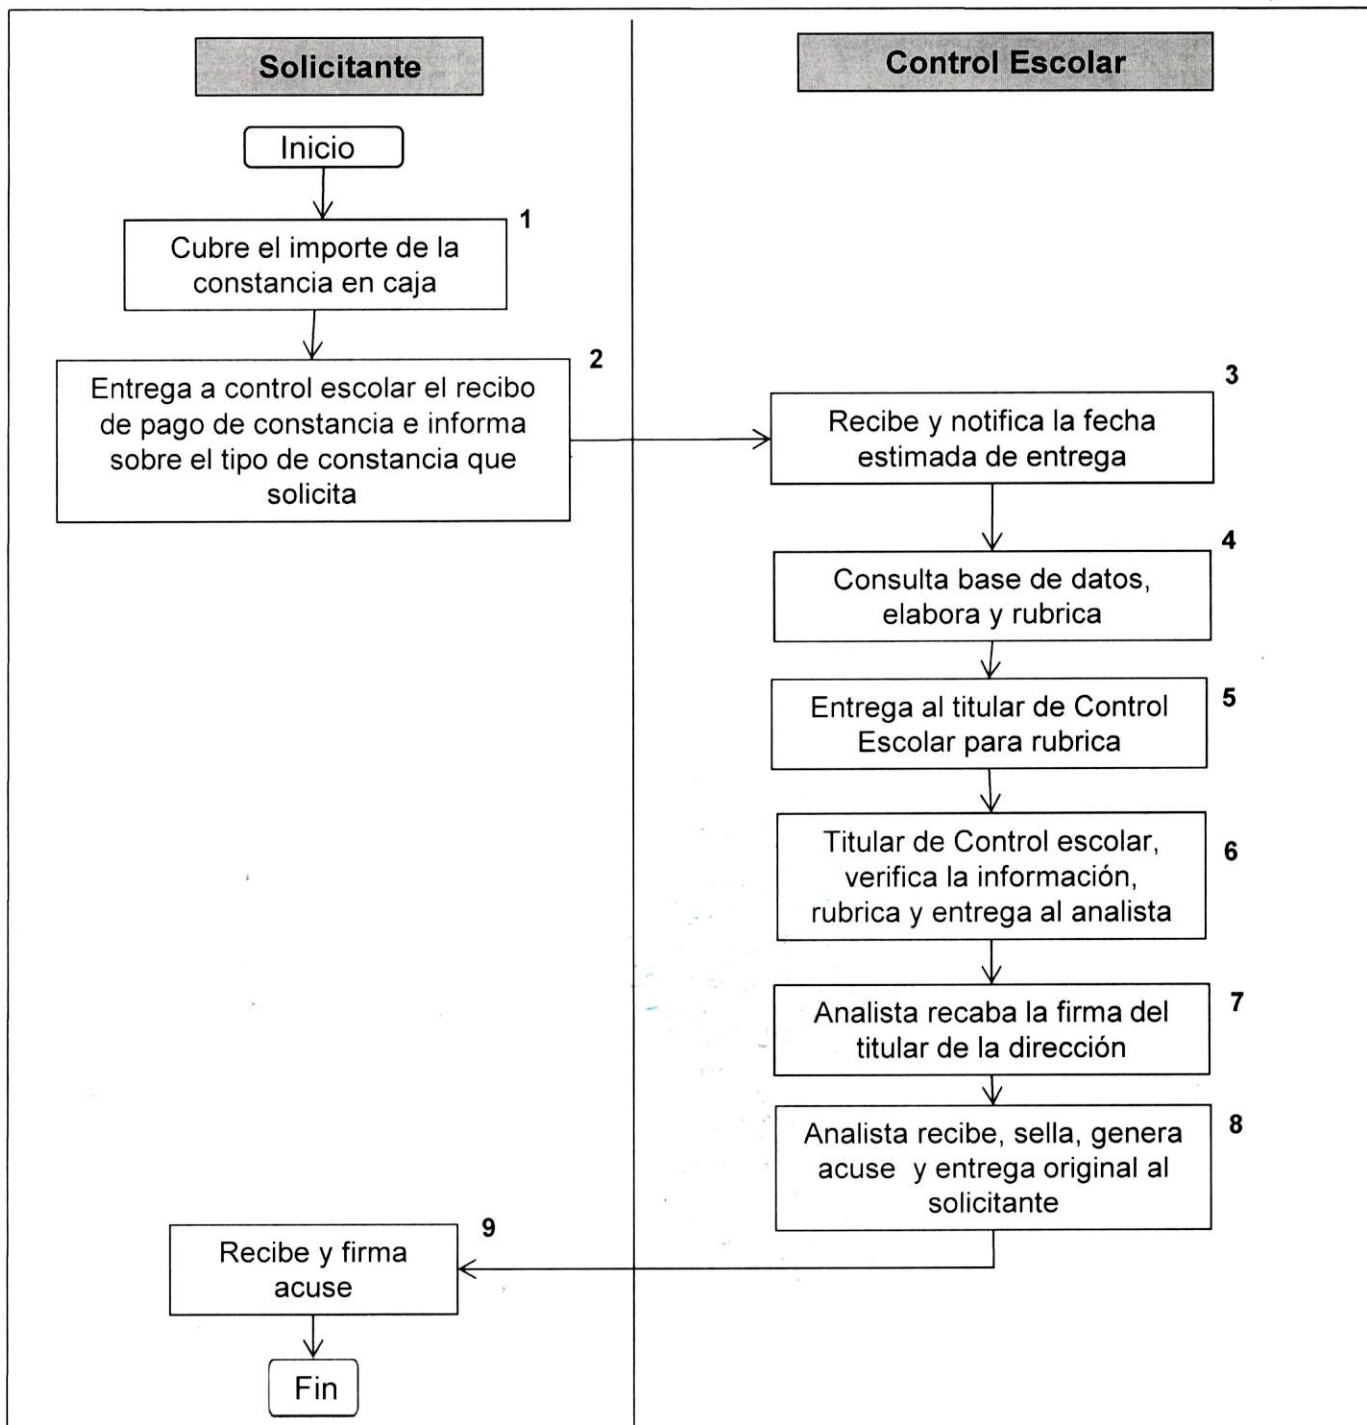 Solicitante
Control Escolar
Inicio
1
Cubre el importe de la
constancia en caja
2
Entrega a control escolar el recibo
de pago de constancia e informa
sobre el tipo de constancia que
solicita
3
Recibe y notifica la fecha
estimada de entrega
4
Consulta base de datos,
elabora y rubrica
5
Entrega al titular de Control
Escolar para rubrica
6
Titular de Control escolar,
verifica la información,
rubrica y entrega al analista
7
Analista recaba la firma del
titular de la dirección
8
Analista recibe, sella, genera
acuse y entrega original al
solicitante
9
Recibe y firma
acuse
Fin